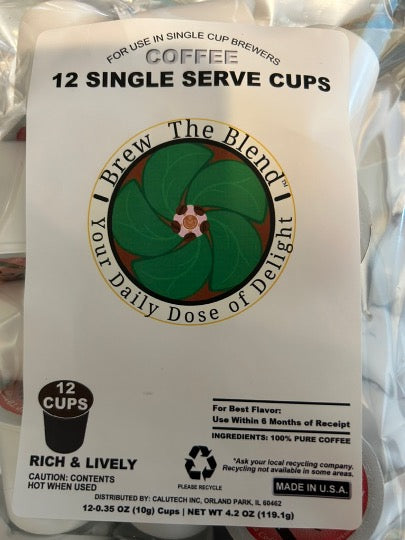 FOR USE IN SINGLE CUP BREWERS
COFFEE
12 SINGLE SERVE CUPS
Brew The Blend™
Your Daily Dose of Delight
12
CUPS
RICH & LIVELY
CAUTION: CONTENTS
HOT WHEN USED
For Best Flavor:
Use Within 6 Months of Receipt
INGREDIENTS: 100% PURE COFFEE
PLEASE RECYCLE
*Ask your local recycling company.
Recycling not available in some areas.
MADE IN U.S.A.
DISTRIBUTED BY: CALUTECH INC, ORLAND PARK, IL 60462
12-0.35 OZ (10g) Cups | NET WT 4.2 OZ (119.1g)